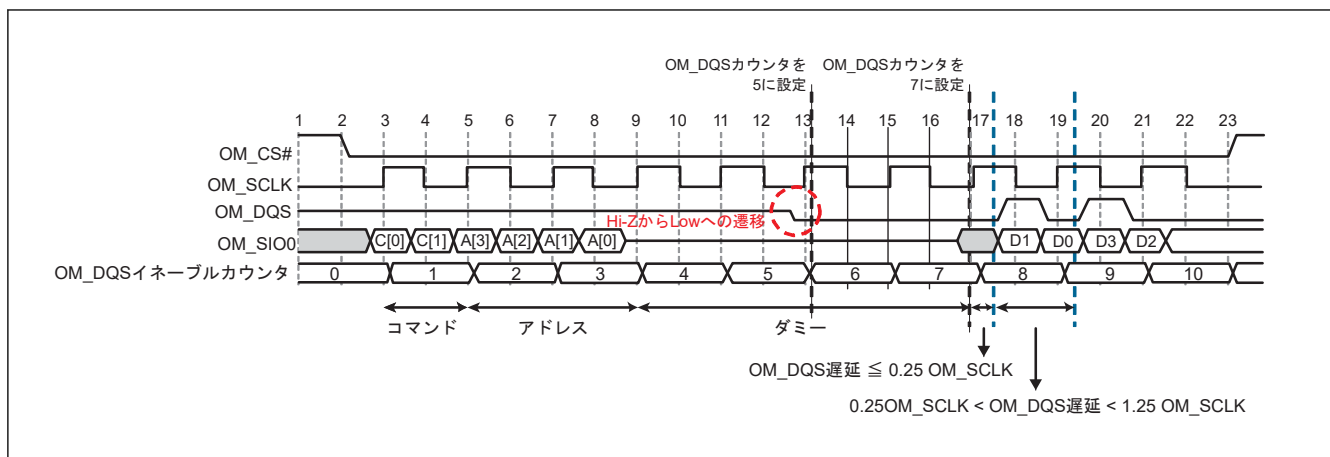 OM_DQSカウンタを
5に設定
OM_DQSカウンタを
7に設定
1 2 3 4 5 6 7 8 9 10 11 12 13 14 15 16 17 18 19 20 21 22 23
OM_CS#
OM_SCLK
OM_DQS
Hi-ZからLowへの遷移
OM_SIO0
C[0] C[1] A[3] A[2] A[1] A[0] D1 D0 D3 D2
OM_DQSイネーブルカウンタ
0 1 2 3 4 5 6 7 8 9 10
コマンド アドレス ダミー
OM_DQS遅延 ≦ 0.25 OM_SCLK
0.25OM_SCLK < OM_DQS遅延 < 1.25 OM_SCLK